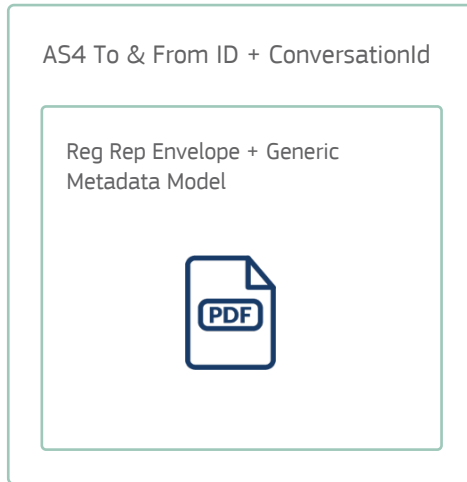 AS4 To & From ID + ConversationId
Reg Rep Envelope + Generic
Metadata Model
PDF